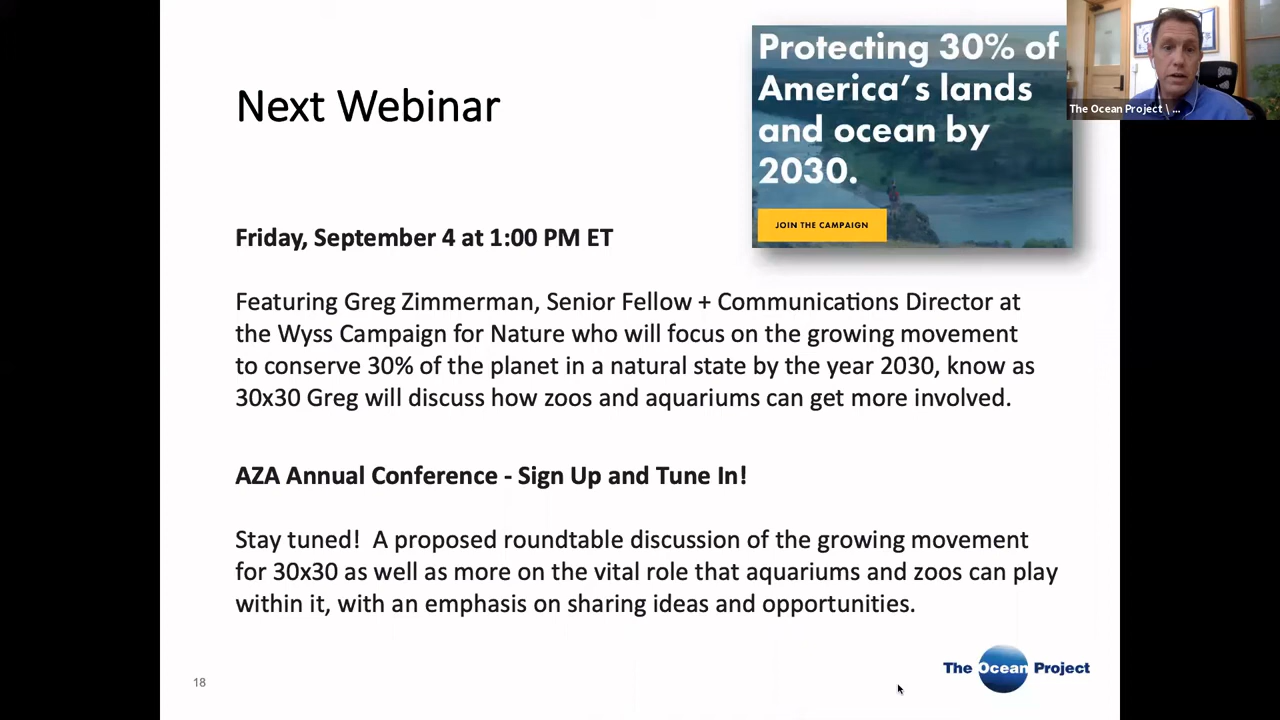 Next Webinar
Protecting 30% of
America's lands
and ocean by
2030.
JOIN THE CAMPAIGN
The Ocean Project \ ...
Friday, September 4 at 1:00 PM ET
Featuring Greg Zimmerman, Senior Fellow + Communications Director at
the Wyss Campaign for Nature who will focus on the growing movement
to conserve 30% of the planet in a natural state by the year 2030, know as
30x30 Greg will discuss how zoos and aquariums can get more involved.
AZA Annual Conference - Sign Up and Tune In!
Stay tuned!  A proposed roundtable discussion of the growing movement
for 30x30 as well as more on the vital role that aquariums and zoos can play
within it, with an emphasis on sharing ideas and opportunities.
18
The Ocean Project